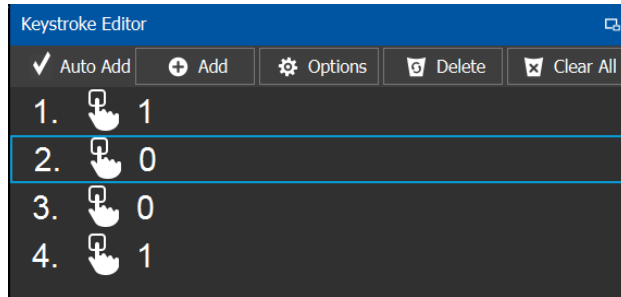 Keystroke Editor
Auto Add Add Options Delete Clear All
1. 1
2. 0
3. 0
4. 1